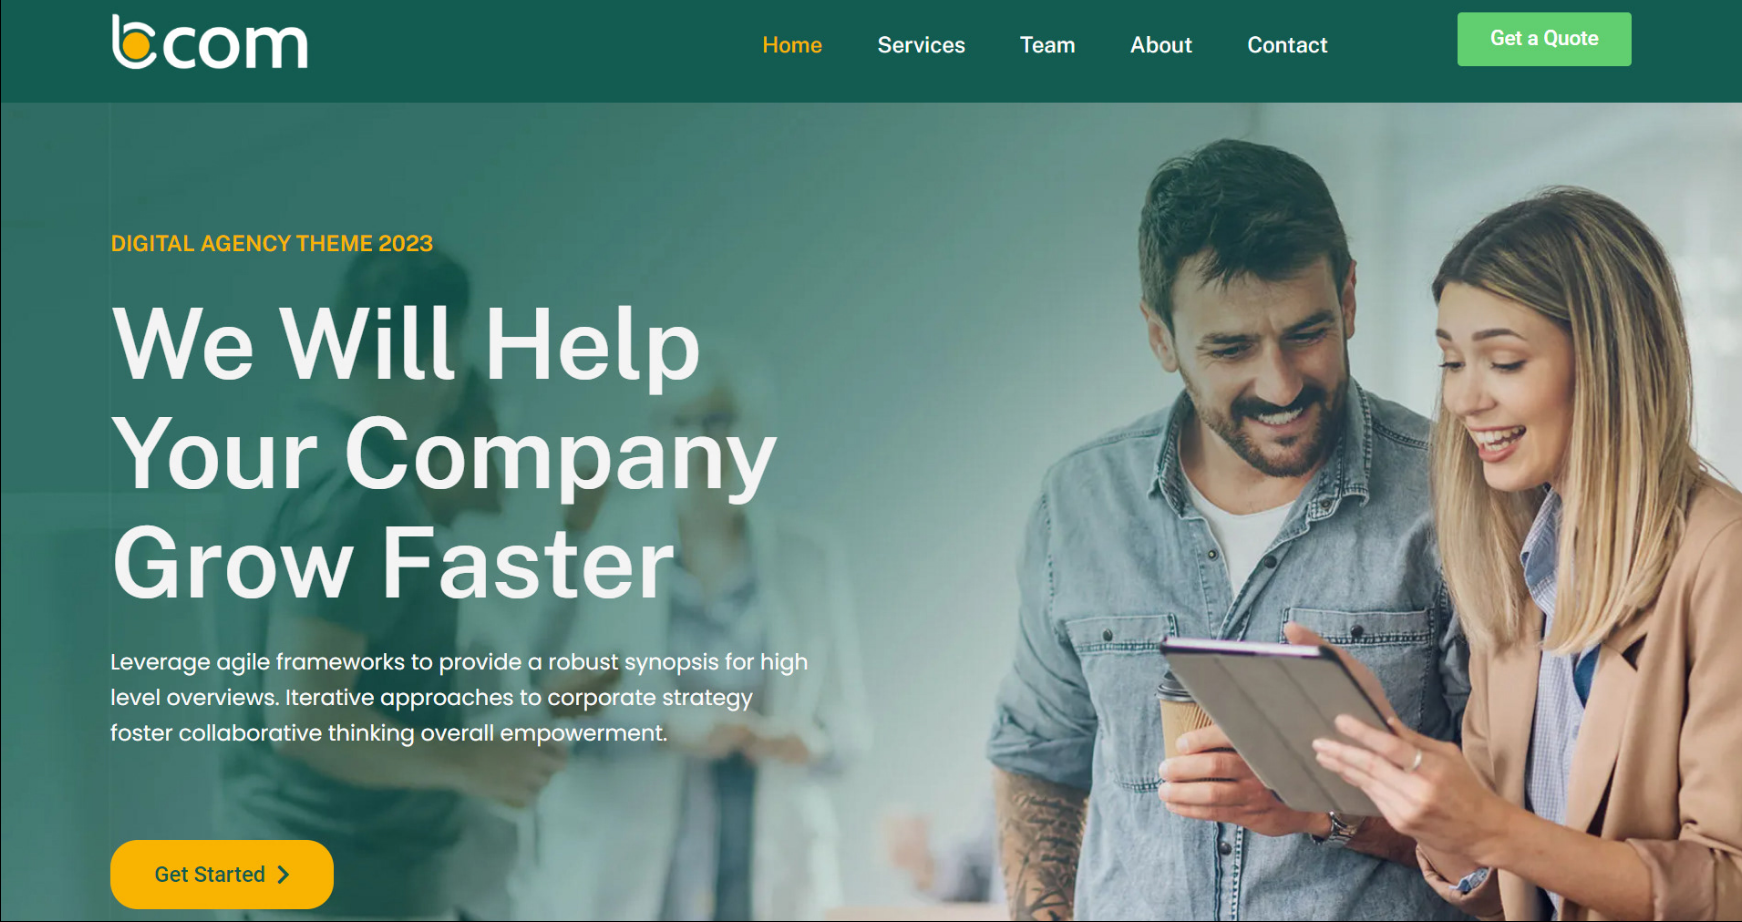 bcom
Home Services Team About Contact Get a Quote
DIGITAL AGENCY THEME 2023
We Will Help
Your Company
Grow Faster
Leverage agile frameworks to provide a robust synopsis for high
level overviews. Iterative approaches to corporate strategy
foster collaborative thinking overall empowerment.
Get Started